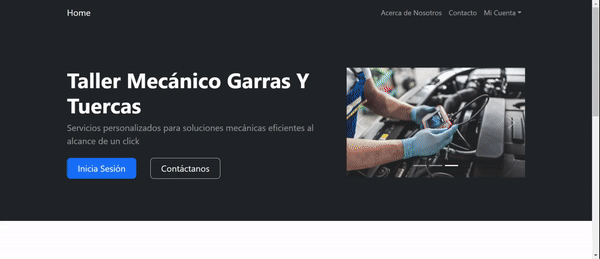 Home
Acerca de Nosotros Contacto Mi Cuenta
Taller Mecánico Garras Y
Tuercas
Servicios personalizados para soluciones mecánicas eficientes al
alcance de un click
Inicia Sesión Contáctanos